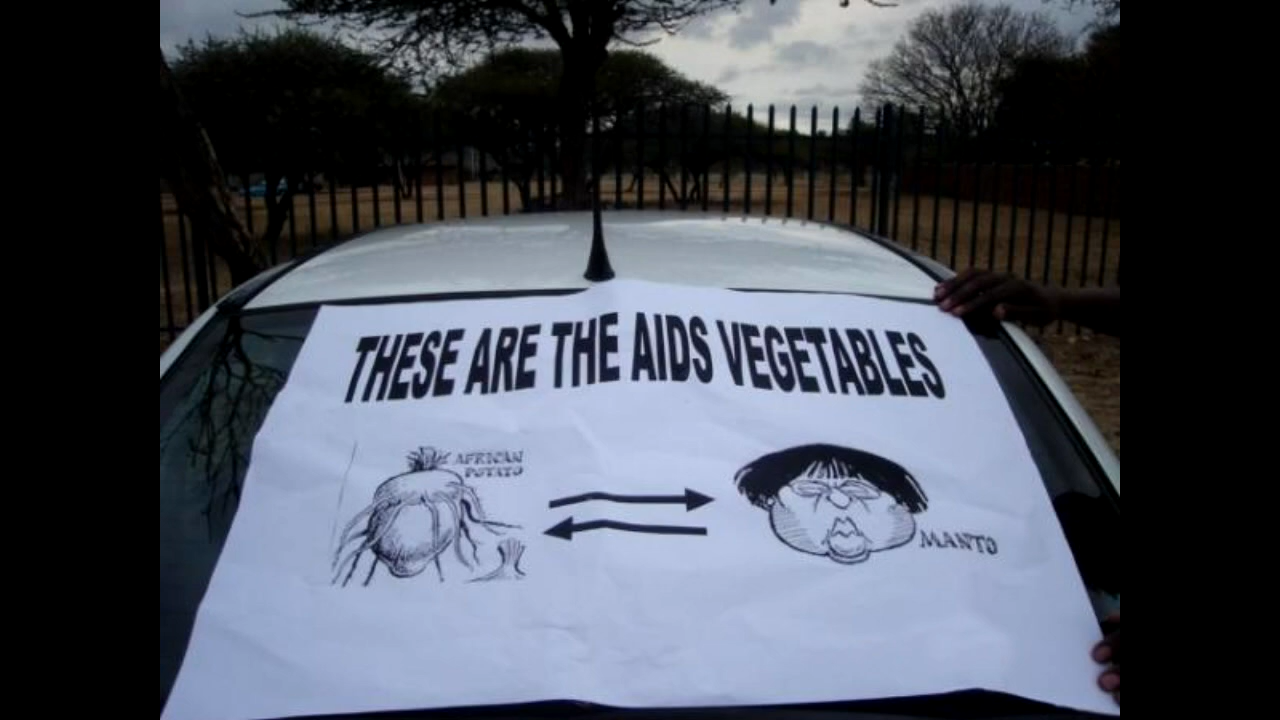 THESE ARE THE AIDS VEGETABLES
AFRICAN
POTATO
MANTO